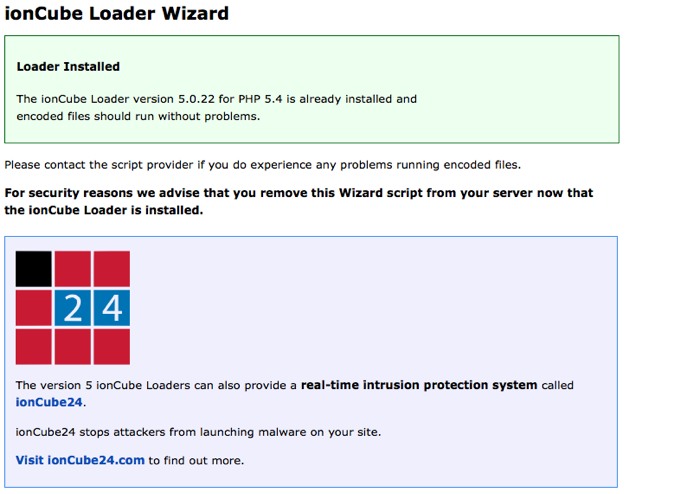 ionCube Loader Wizard
Loader Installed
The ionCube Loader version 5.0.22 for PHP 5.4 is already installed and
encoded files should run without problems.
Please contact the script provider if you do experience any problems running encoded files.
For security reasons we advise that you remove this Wizard script from your server now that
the ionCube Loader is installed.
2 4
The version 5 ionCube Loaders can also provide a real-time intrusion protection system called
ionCube24.
ionCube24 stops attackers from launching malware on your site.
Visit ionCube24.com to find out more.